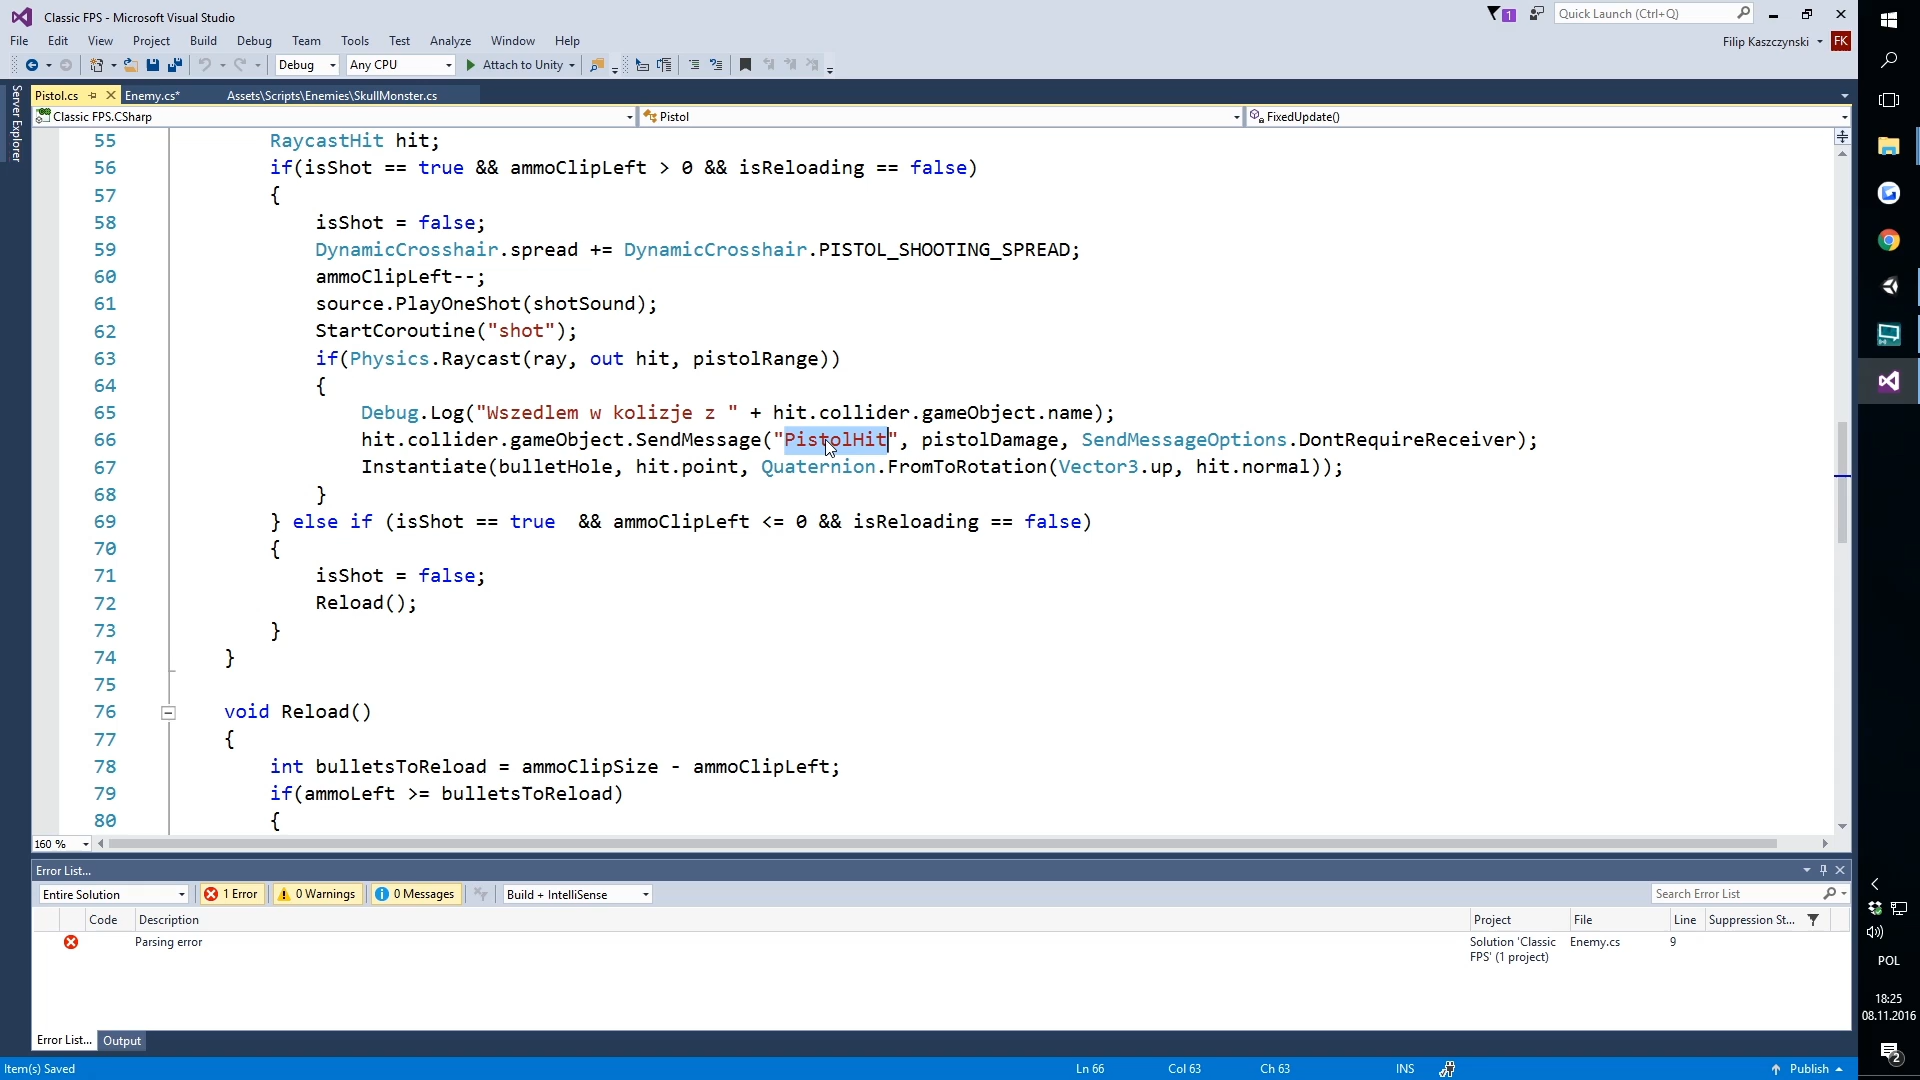 Classic FPS - Microsoft Visual Studio
1
Quick Launch (Ctrl+Q)
File Edit View Project Build Debug Team Tools Test Analyze Window Help
Filip Kaszczynski FK
Debug Any CPU Attach to Unity
Server Explorer
Pistol.cs Enemy.cs* Assets\Scripts\Enemies\SkullMonster.cs
Classic FPS.CSharp Pistol FixedUpdate()
55 RaycastHit hit;
56 if(isShot == true && ammoClipLeft > 0 && isReloading == false)
57 {
58 isShot = false;
59 DynamicCrosshair.spread += DynamicCrosshair.PISTOL_SHOOTING_SPREAD;
60 ammoClipLeft--;
61 source.PlayOneShot(shotSound);
62 StartCoroutine("shot");
63 if(Physics.Raycast(ray, out hit, pistolRange))
64 {
65 Debug.Log("Wszedlem w kolizje z " + hit.collider.gameObject.name);
66 hit.collider.gameObject.SendMessage("PistolHit", pistolDamage, SendMessageOptions.DontRequireReceiver);
67 Instantiate(bulletHole, hit.point, Quaternion.FromToRotation(Vector3.up, hit.normal));
68 }
69 } else if (isShot == true  && ammoClipLeft <= 0 && isReloading == false)
70 {
71 isShot = false;
72 Reload();
73 }
74 }
75
76 void Reload()
77 {
78 int bulletsToReload = ammoClipSize - ammoClipLeft;
79 if(ammoLeft >= bulletsToReload)
80 {
160 %
Error List...
Entire Solution 1 Error 0 Warnings 0 Messages Build + IntelliSense Search Error List
Code Description Project File Line Suppression St...
Parsing error Solution 'Classic FPS' (1 project) Enemy.cs 9
Error List... Output
Item(s) Saved Ln 66 Col 63 Ch 63 INS Publish
POL
18:25
08.11.2016
2